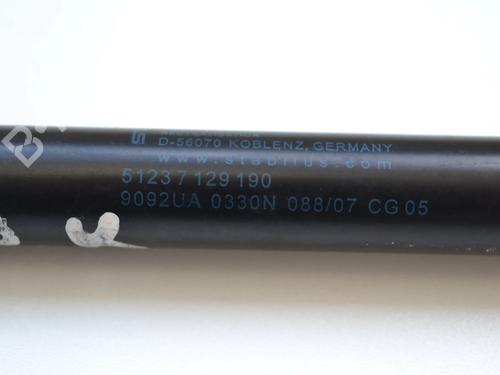 D-56070 KOBLENZ, GERMANY
www.stabilus.com
51237129190
9092UA 0330N 088/07 CG05